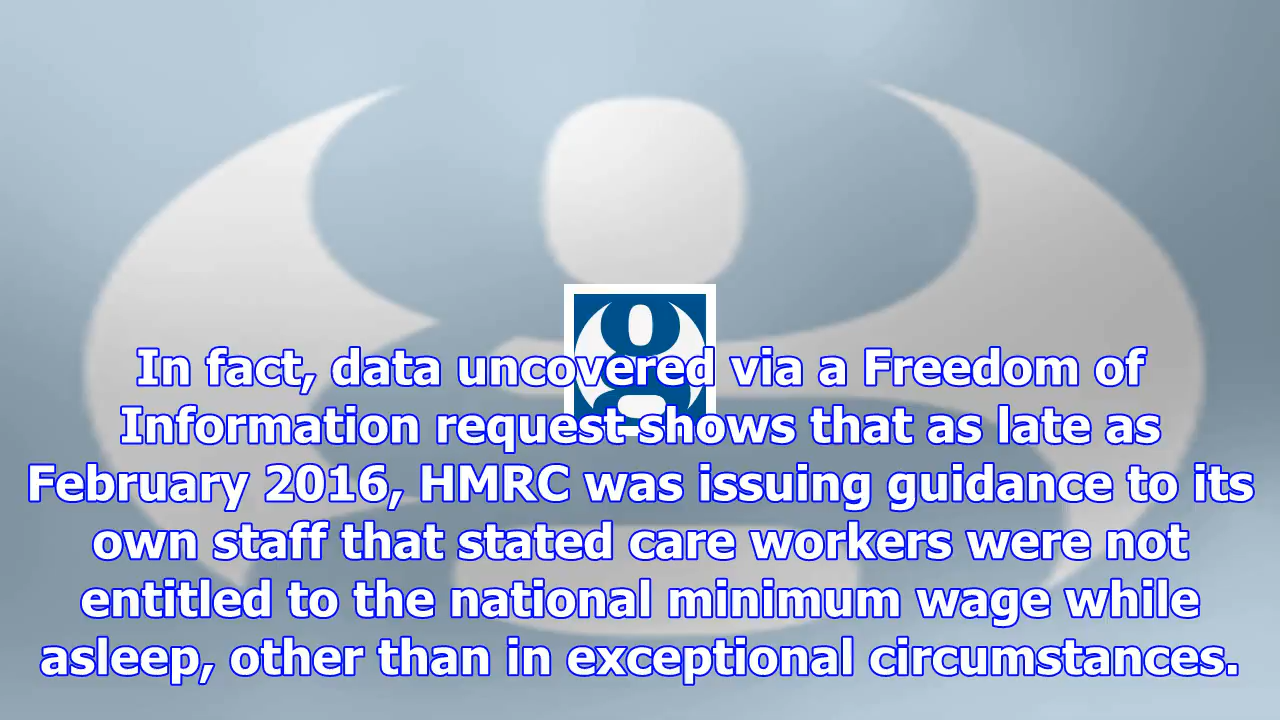 In fact, data uncovered via a Freedom of
Information request shows that as late as
February 2016, HMRC was issuing guidance to its
own staff that stated care workers were not
entitled to the national minimum wage while
asleep, other than in exceptional circumstances.